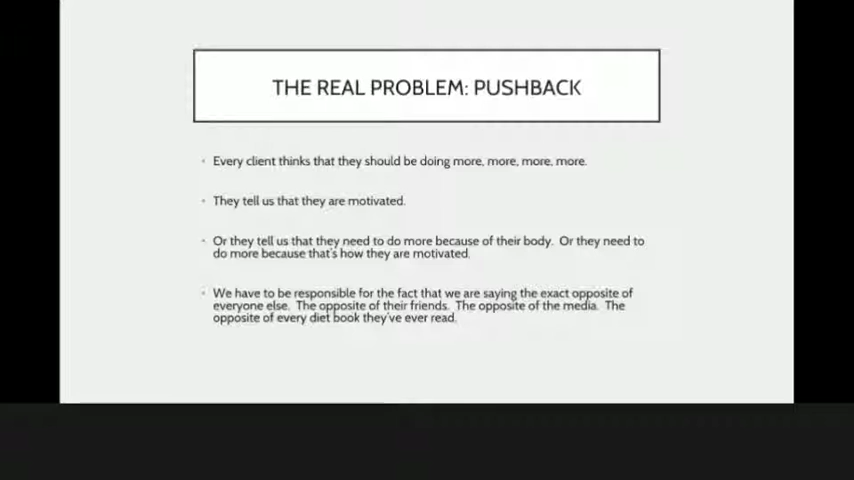 THE REAL PROBLEM: PUSHBACK
Every client thinks that they should be doing more, more, more, more.
They tell us that they are motivated.
Or they tell us that they need to do more because of their body. Or they need to
do more because that's how they are motivated.
We have to be responsible for the fact that we are saying the exact opposite of
everyone else. The opposite of their friends. The opposite of the media. The
opposite of every diet book they've ever read.